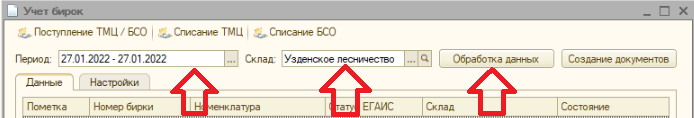 Учет бирок
Поступление ТМЦ / БСО Списание ТМЦ Списание БСО
Период: 27.01.2022 - 27.01.2022 ... Склад: Узденское лесничество ... Обработка данных Создание документов
Данные Настройки
Пометка Номер бирки Номенклатура Статус ЕГАИС Склад Состояние